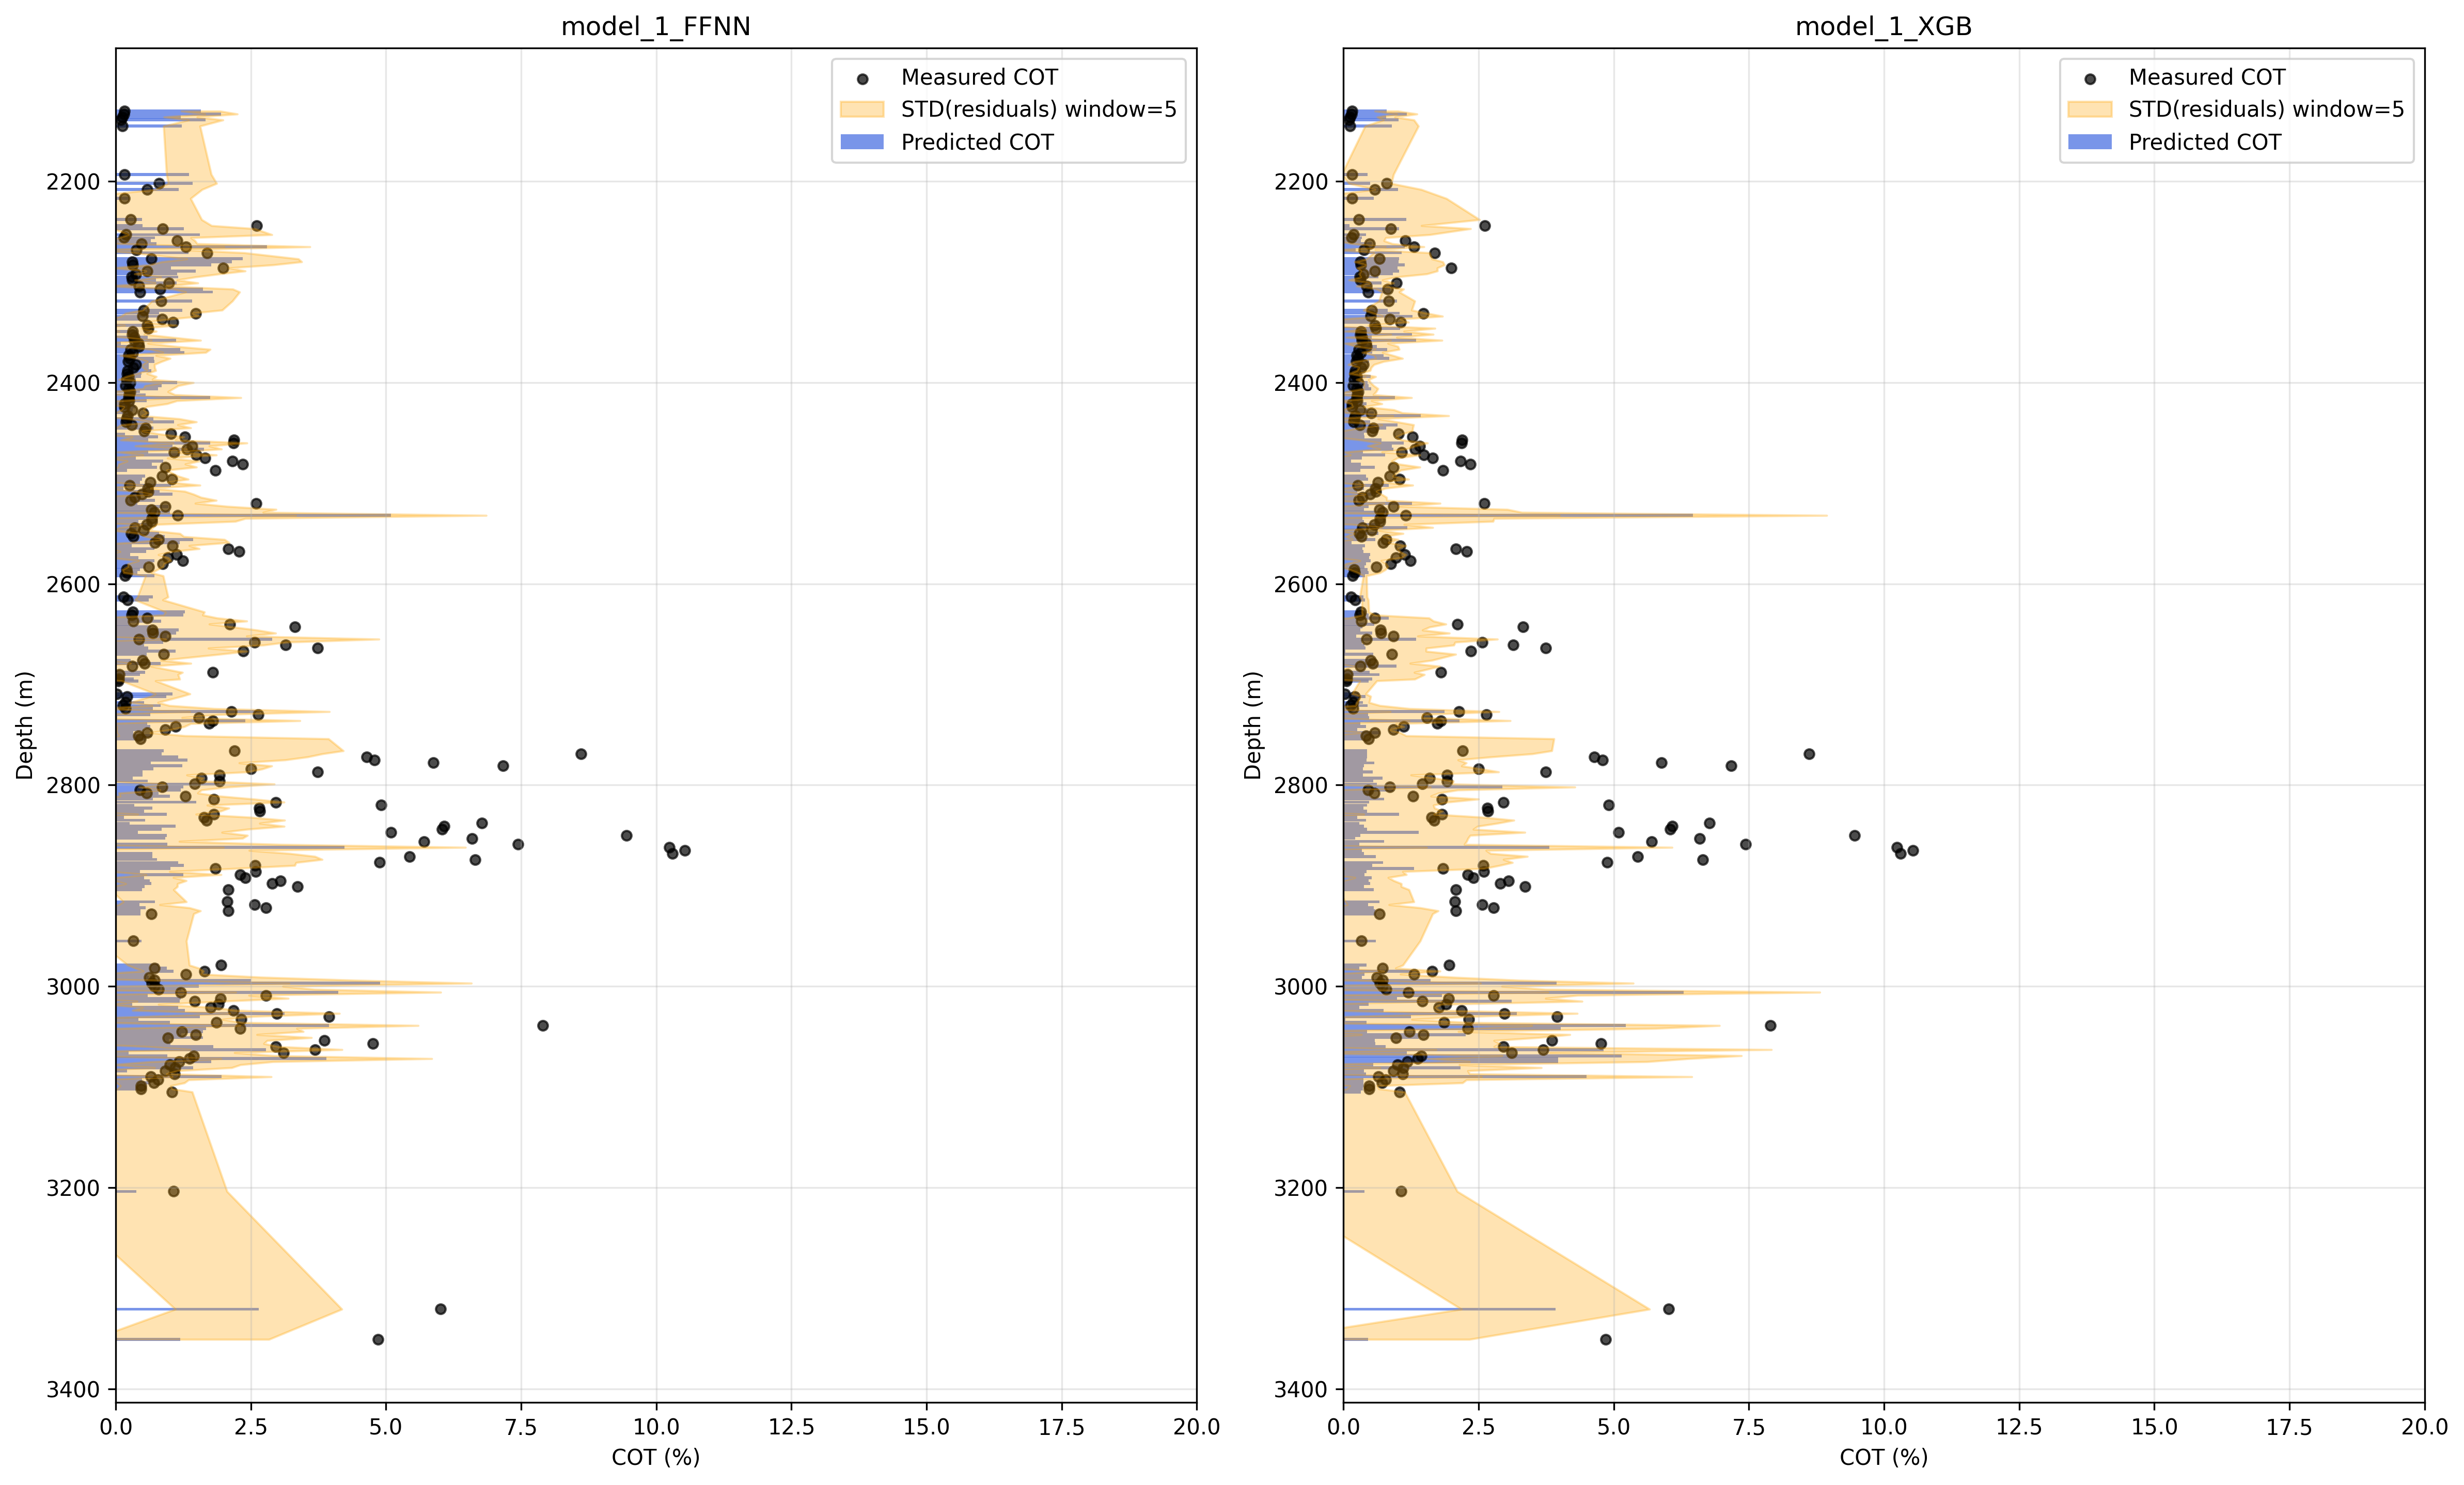 model_1_FFNN
Measured COT
STD(residuals) window=5
Predicted COT
2200
2400
2600
2800
3000
3200
3400
Depth (m)
0.0 2.5 5.0 7.5 10.0 12.5 15.0 17.5 20.0
COT (%)
model_1_XGB
Measured COT
STD(residuals) window=5
Predicted COT
2200
2400
2600
2800
3000
3200
3400
Depth (m)
0.0 2.5 5.0 7.5 10.0 12.5 15.0 17.5 20.0
COT (%)